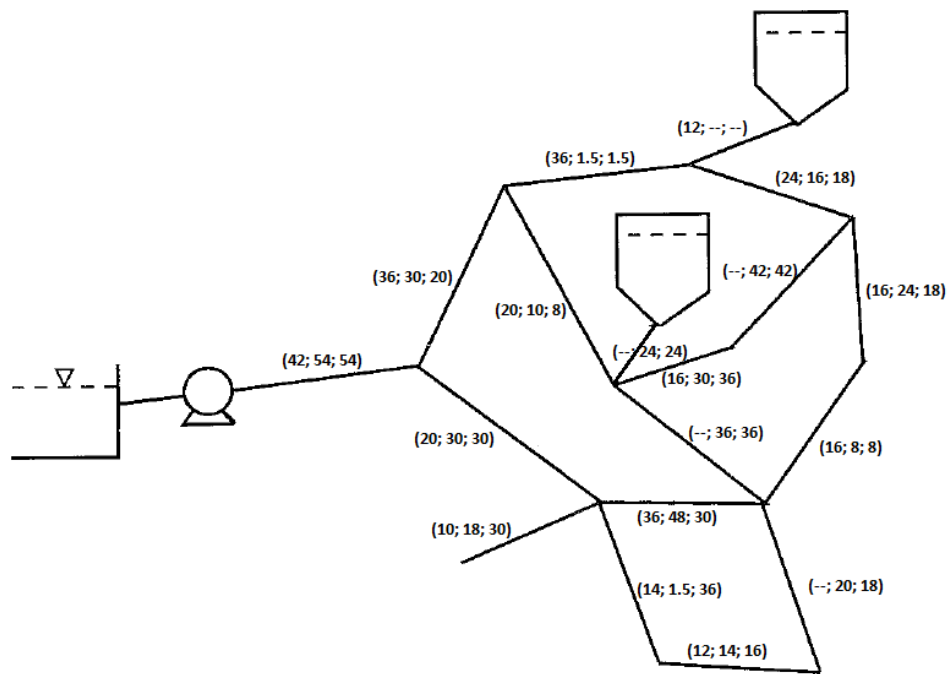 (12; --; --)
(36; 1.5; 1.5)
(24; 16; 18)
(--; 42; 42)
(36; 30; 20)
(20; 10; 8)
(16; 24; 18)
(--; 24; 24)
(42; 54; 54)
(16; 30; 36)
(--; 36; 36)
(20; 30; 30)
(16; 8; 8)
(36; 48; 30)
(10; 18; 30)
(14; 1.5; 36)
(--; 20; 18)
(12; 14; 16)